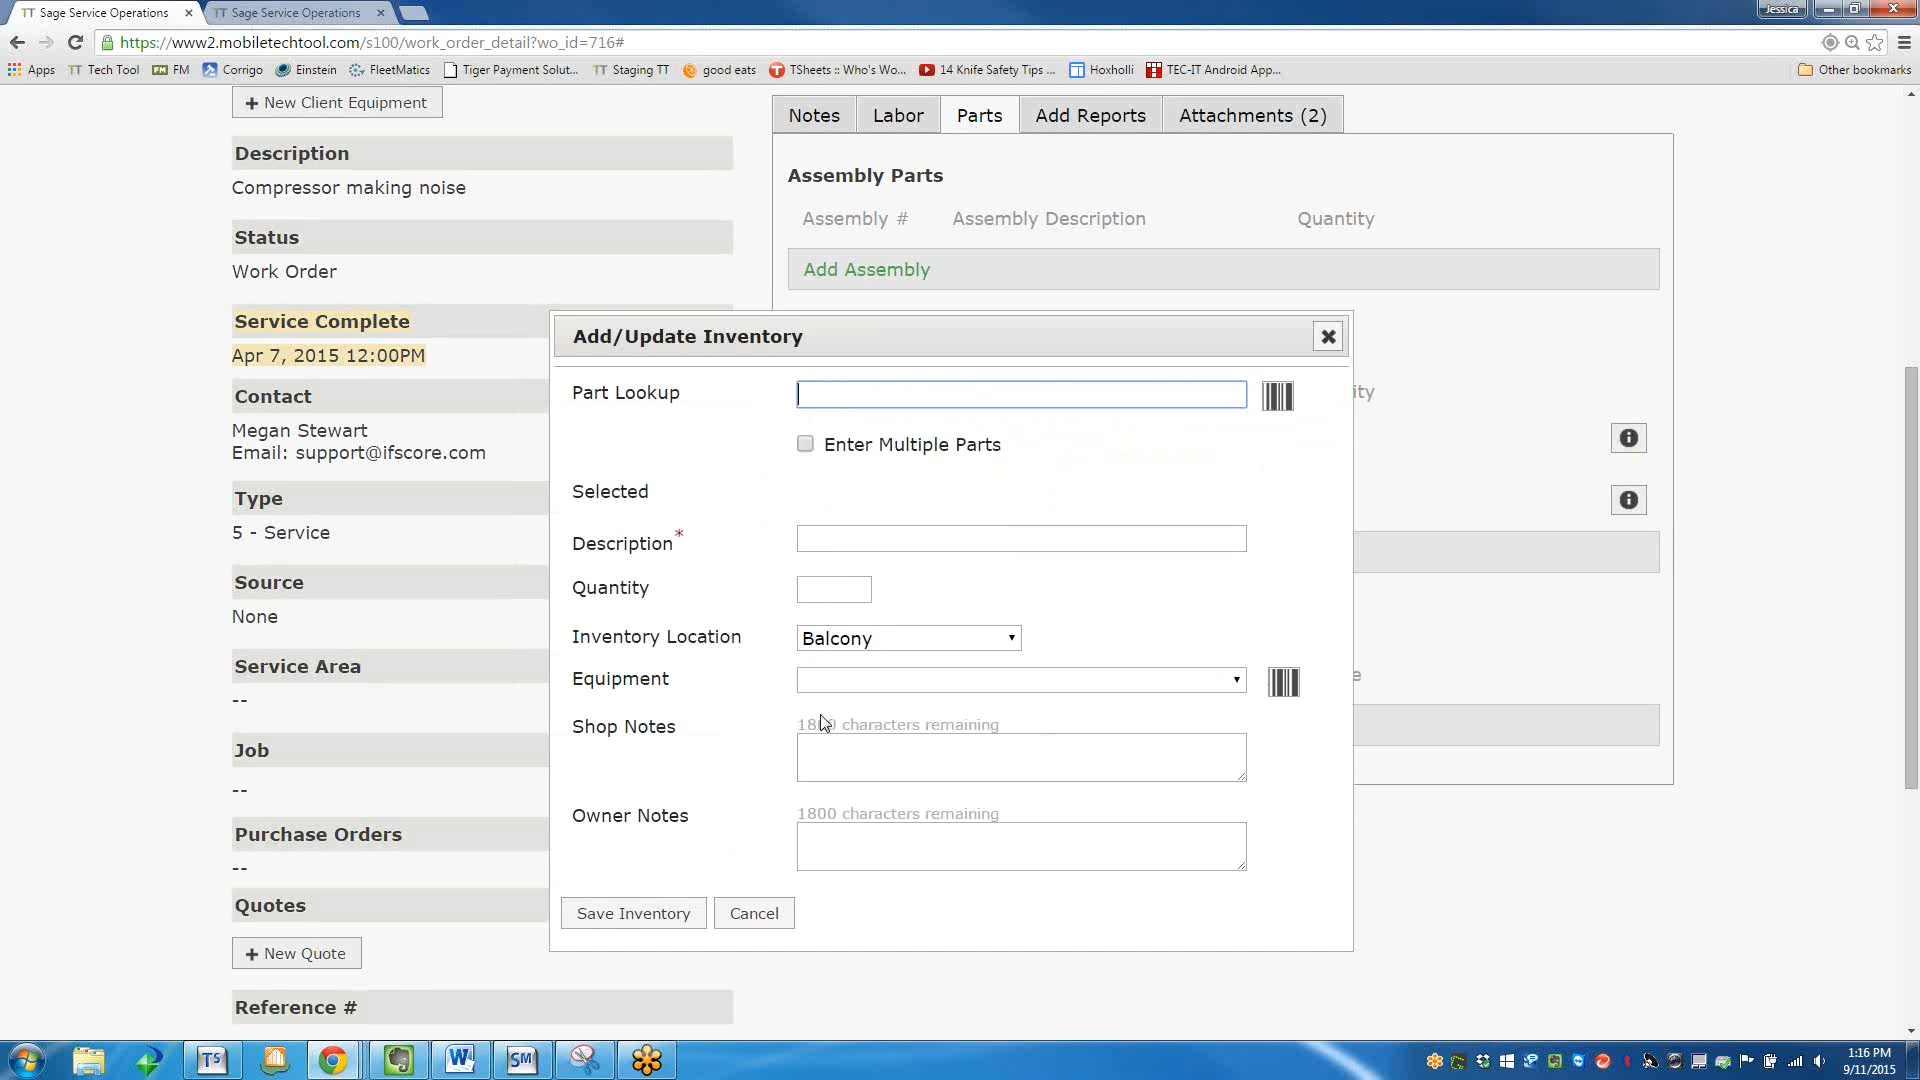 Sage Service Operations
Sage Service Operations
Jessica
https://www2.mobiletechtool.com/s100/work_order_detail?wo_id=716#
Apps
Tech Tool
FM
Corrigo
Einstein
FleetMatics
Tiger Payment Solut...
Staging TT
good eats
TSheets :: Who's Wo...
14 Knife Safety Tips ...
Hoxholli
TEC-IT Android App...
Other bookmarks
+ New Client Equipment
Description
Compressor making noise
Status
Work Order
Service Complete
Apr 7, 2015 12:00PM
Contact
Megan Stewart
Email: support@ifscore.com
Type
5 - Service
Source
None
Service Area
--
Job
--
Purchase Orders
--
Quotes
+ New Quote
Reference #
Notes
Labor
Parts
Add Reports
Attachments (2)
Assembly Parts
Assembly # Assembly Description Quantity
Add Assembly
Add/Update Inventory
Part Lookup
Enter Multiple Parts
Selected
Description*
Quantity
Inventory Location
Balcony
Equipment
Shop Notes
1800 characters remaining
Owner Notes
1800 characters remaining
Save Inventory
Cancel
1:16 PM
9/11/2015